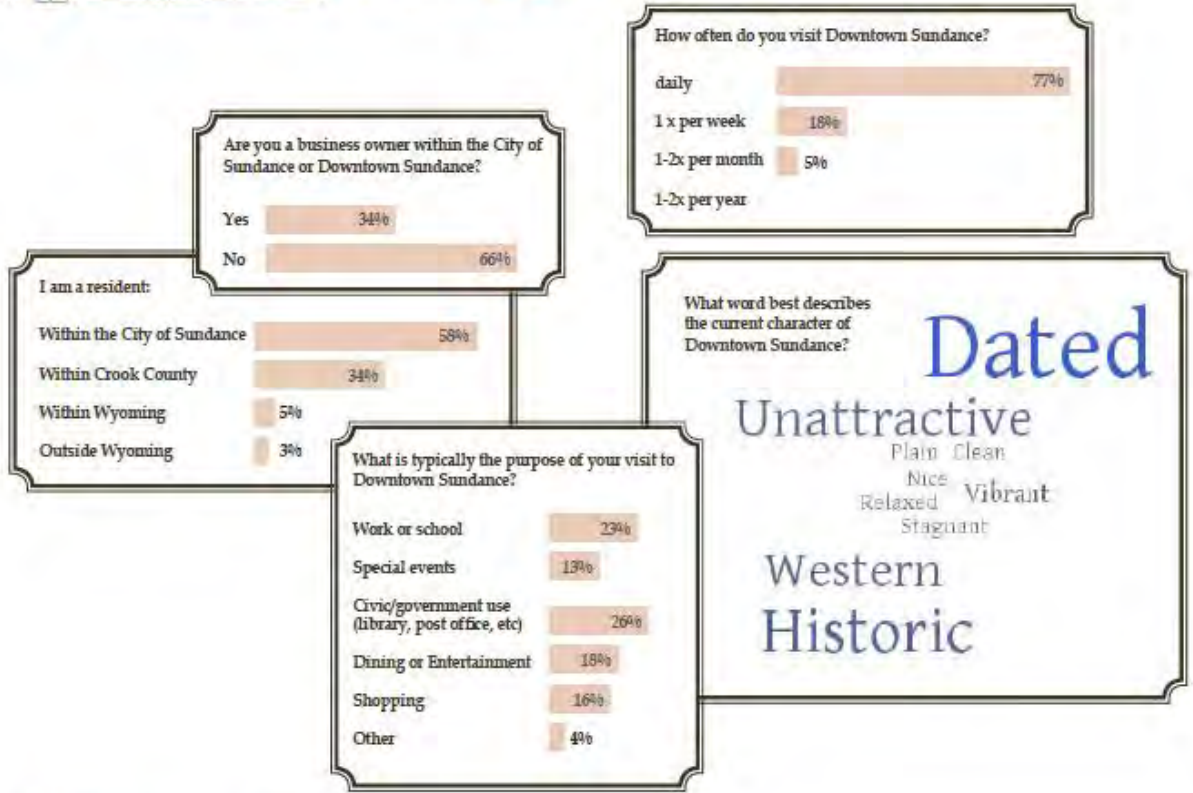 How often do you visit Downtown Sundance?
daily 77%
1 x per week 18%
1-2x per month 5%
1-2x per year
Are you a business owner within the City of
Sundance or Downtown Sundance?
Yes 34%
No 66%
I am a resident:
Within the City of Sundance 58%
Within Crook County 34%
Within Wyoming 5%
Outside Wyoming 3%
What word best describes
the current character of
Downtown Sundance?
Dated
Unattractive
Plain Clean
Nice
Relaxed Vibrant
Stagnant
Western
Historic
What is typically the purpose of your visit to
Downtown Sundance?
Work or school 23%
Special events 13%
Civic/government use
(library, post office, etc) 26%
Dining or Entertainment 18%
Shopping 16%
Other 4%